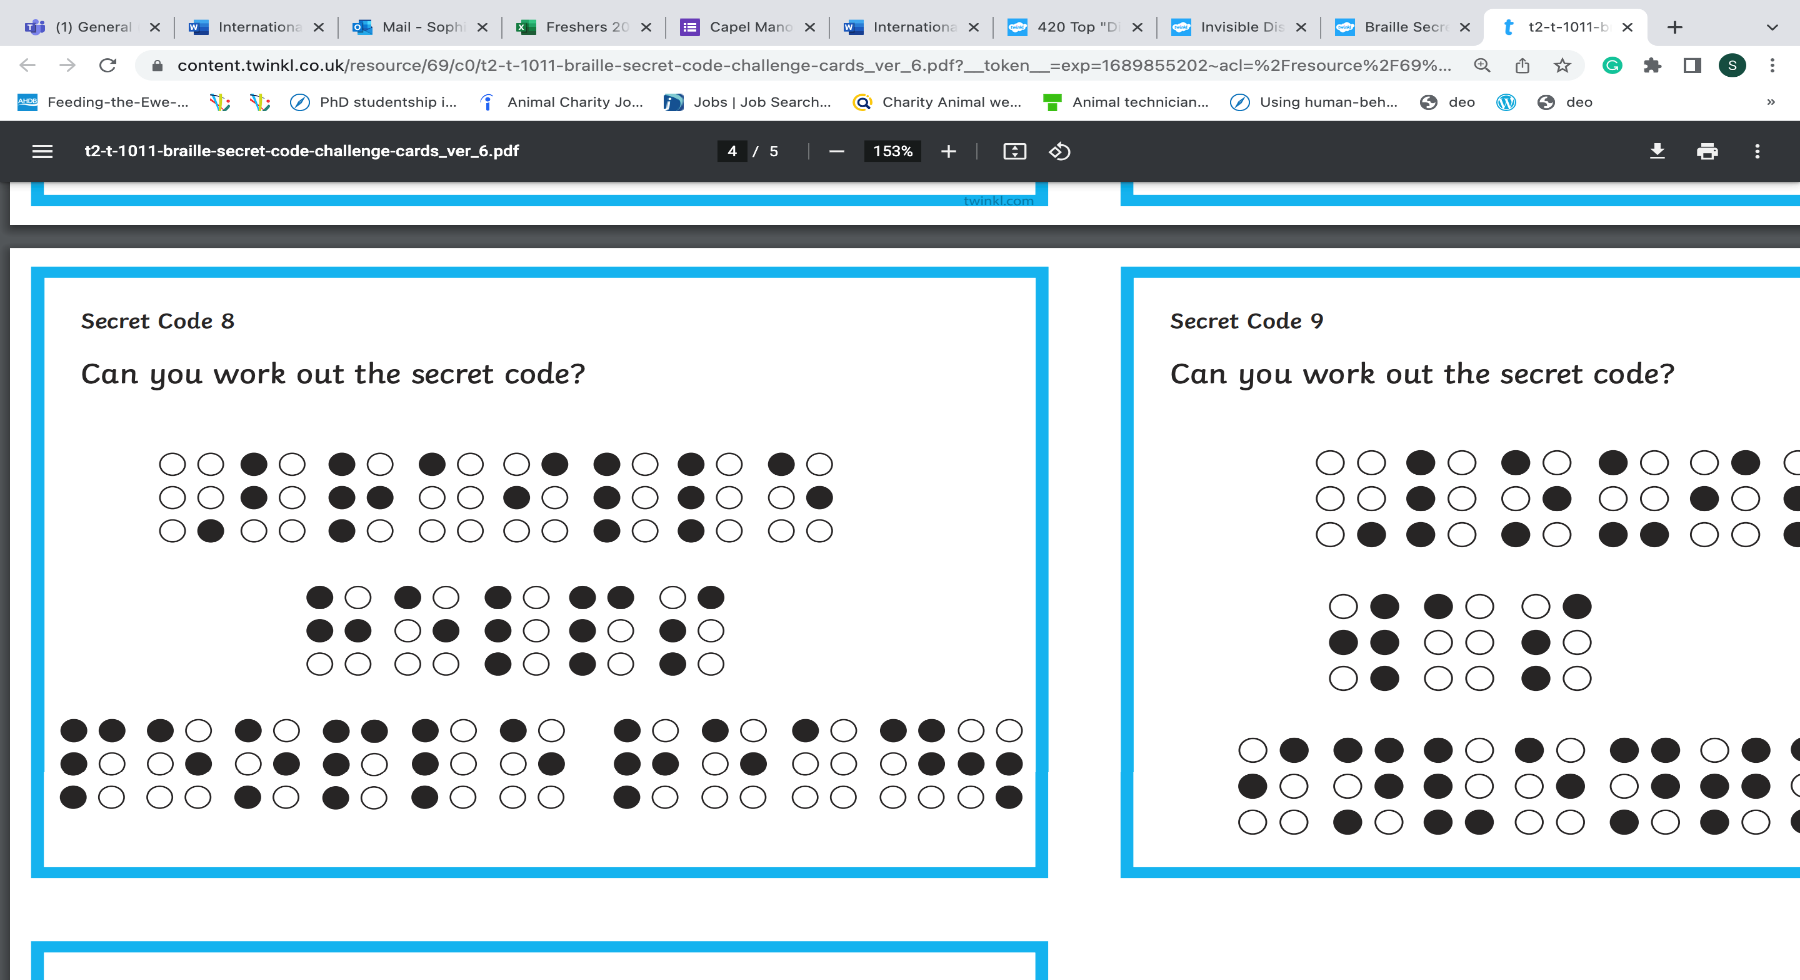 (1) General
Internationa
Mail - Soph
Freshers 20
Capel Mano
Internationa
420 Top "Di
Invisible Dis
Braille Secre
t2-t-1011-b
content.twinkl.co.uk/resource/69/c0/t2-t-1011-braille-secret-code-challenge-cards_ver_6.pdf?__token__=exp=1689855202~acl=%2Fresource%2F69%...
S
AHDB Feeding-the-Ewe-...
PhD studentship i...
Animal Charity Jo...
Jobs | Job Search...
Charity Animal we...
Animal technician...
Using human-beh...
deo
deo
»
t2-t-1011-braille-secret-code-challenge-cards_ver_6.pdf
4 / 5
153%
twinkl.com
Secret Code 8
Can you work out the secret code?
⠠⠃⠗⠁⠊⠇⠇⠑
⠓⠑⠇⠏⠎
⠏⠑⠕⠏⠇⠑ ⠗⠑⠁⠙⠲
Secret Code 9
Can you work out the secret code?
⠠⠇⠕⠥⠊
⠺⠁⠎
⠊⠝⠧⠑⠝⠞